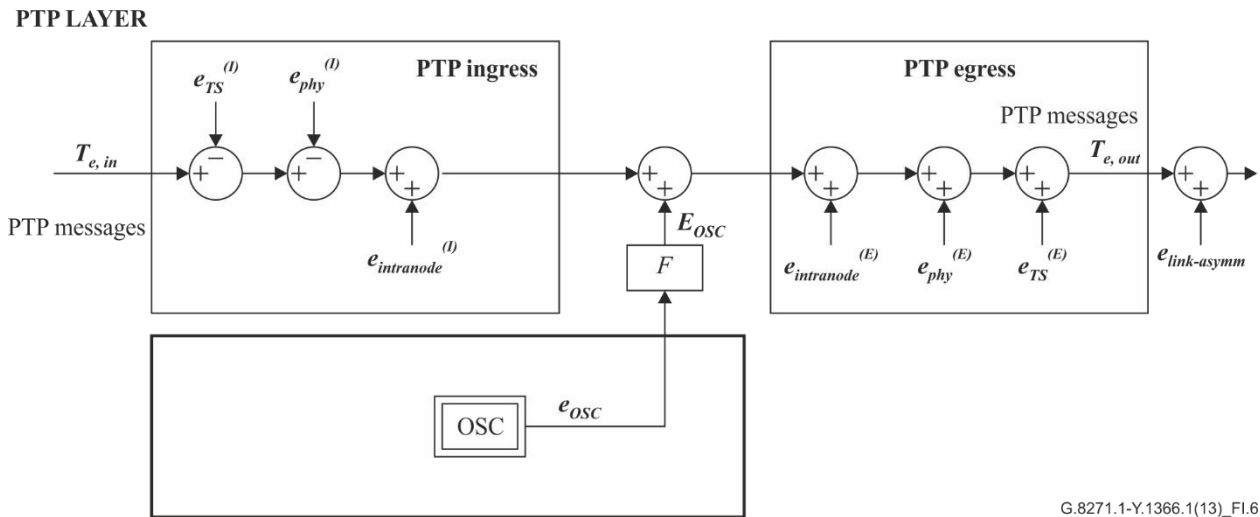 PTP LAYER
PTP ingress
PTP egress
e_TS^(I)
e_phy^(I)
PTP messages
T_e, in
T_e, out
− − + + + + + + + + + + + + + +
PTP messages
e_intranode^(I)
E_OSC
F
e_intranode^(E)
e_phy^(E)
e_TS^(E)
e_link-asymm
OSC
e_OSC
G.8271.1-Y.1366.1(13)_FI.6